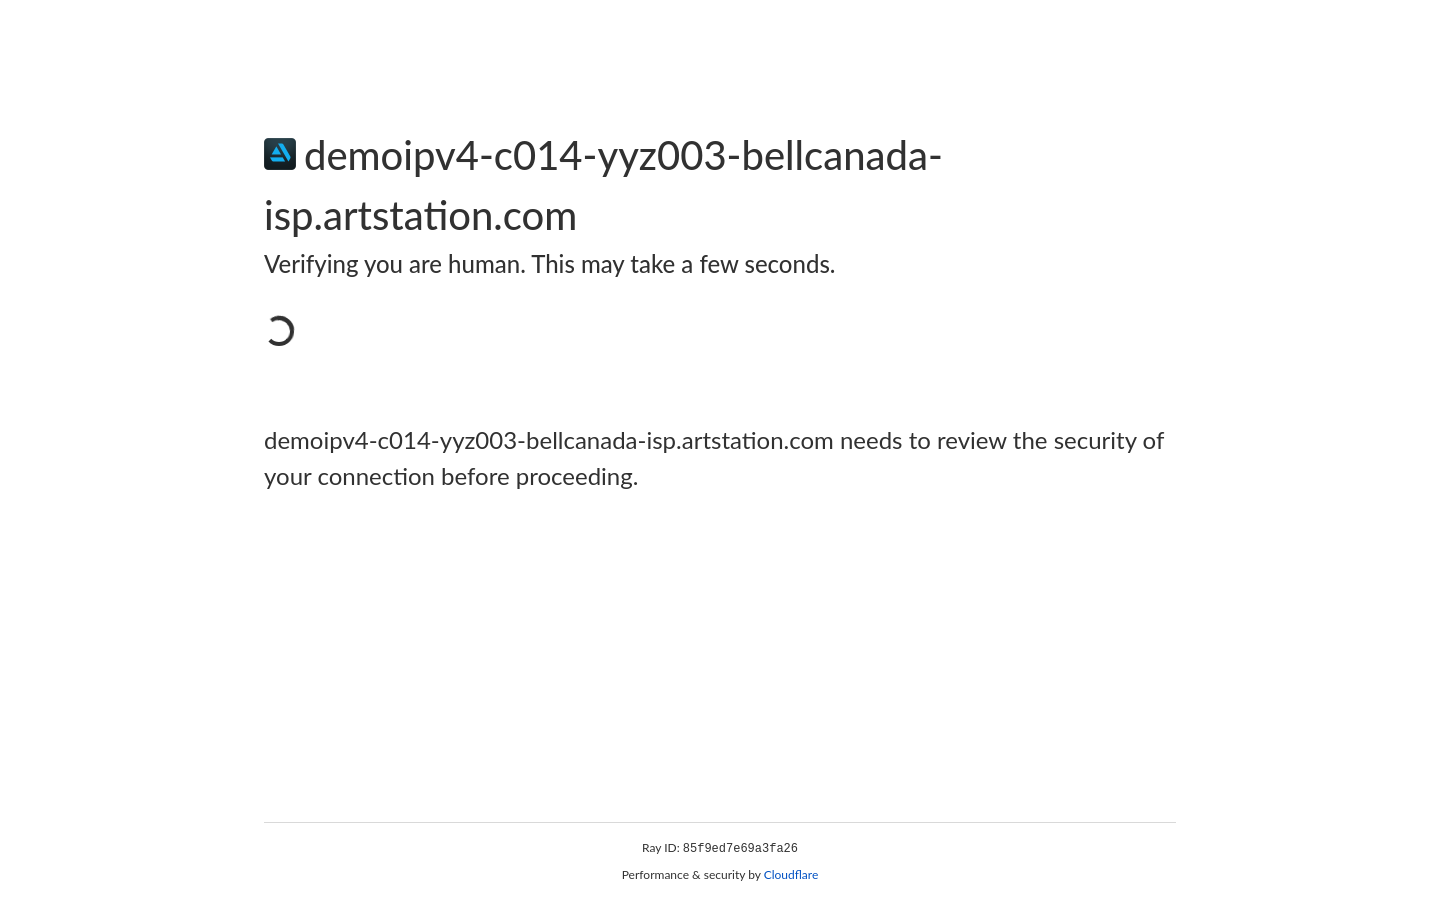 demoipv4-c014-yyz003-bellcanada-
isp.artstation.com
Verifying you are human. This may take a few seconds.
demoipv4-c014-yyz003-bellcanada-isp.artstation.com needs to review the security of
your connection before proceeding.
Ray ID: 85f9ed7e69a3fa26
Performance & security by Cloudflare